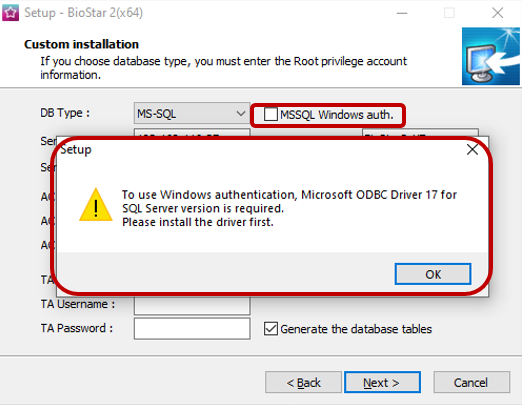 Setup - BioStar 2(x64)
Custom installation
If you choose database type, you must enter the Root privilege account
information.
DB Type :
MS-SQL
MSSQL Windows auth.
Setup
To use Windows authentication, Microsoft ODBC Driver 17 for
SQL Server version is required.
Please install the driver first.
OK
TA Username :
TA Password :
Generate the database tables
< Back
Next >
Cancel